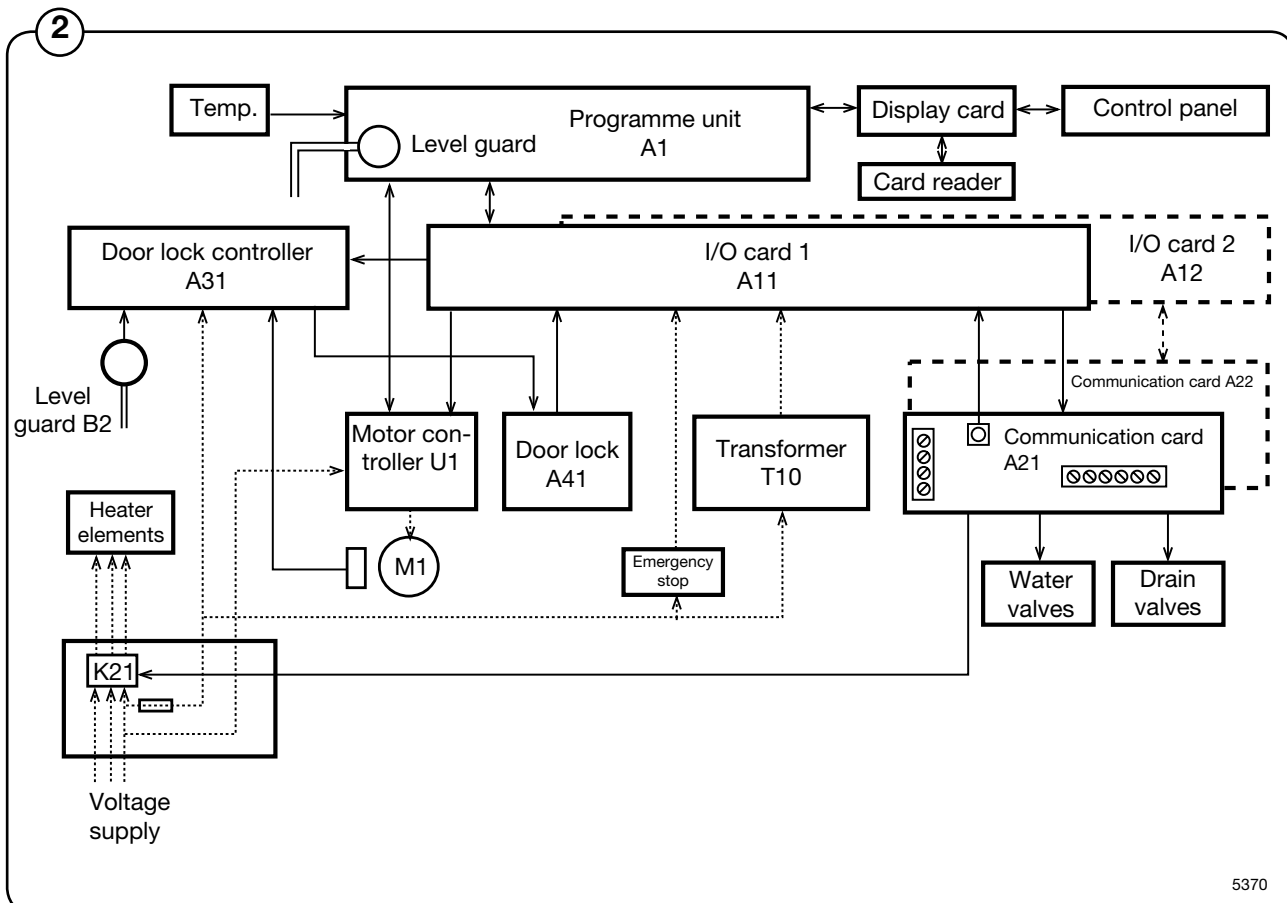 2
Temp.
Programme unit
A1
Level guard
Display card
Control panel
Card reader
Door lock controller
A31
I/O card 1
A11
I/O card 2
A12
Level
guard B2
Motor con-
troller U1
Door lock
A41
Transformer
T10
Communication card A22
Communication card
A21
Heater
elements
M1
Emergency
stop
Water
valves
Drain
valves
K21
Voltage
supply
5370